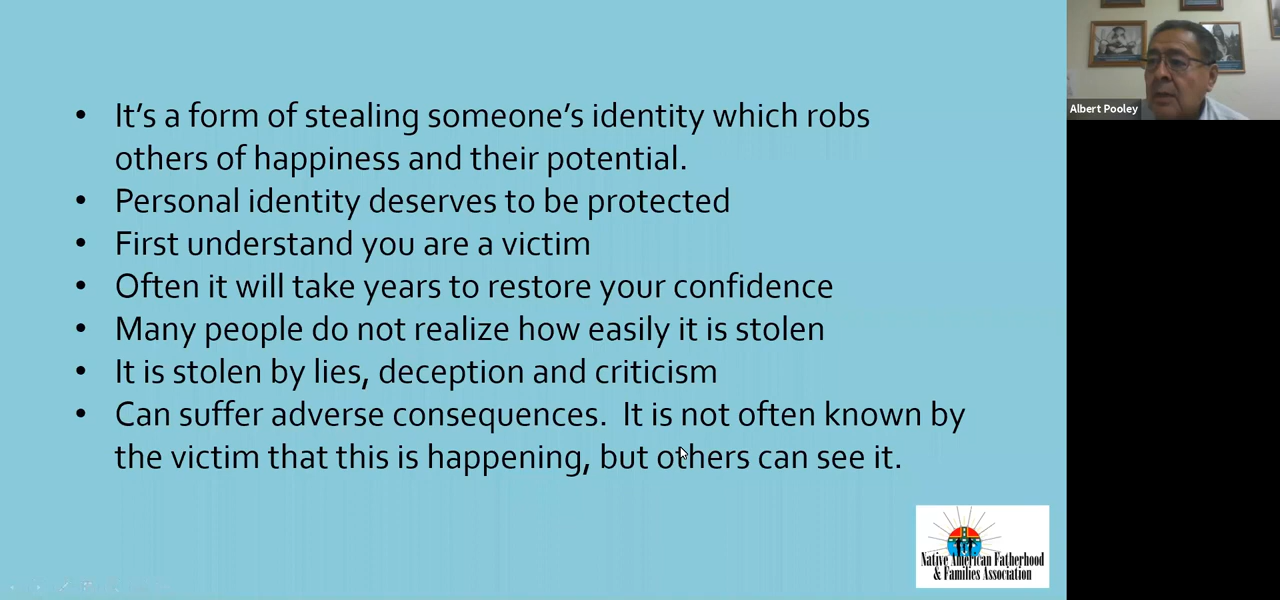 • It’s a form of stealing someone’s identity which robs
others of happiness and their potential.
• Personal identity deserves to be protected
• First understand you are a victim
• Often it will take years to restore your confidence
• Many people do not realize how easily it is stolen
• It is stolen by lies, deception and criticism
• Can suffer adverse consequences.  It is not often known by
the victim that this is happening, but others can see it.
Albert Pooley
Native American Fatherhood
& Families Association